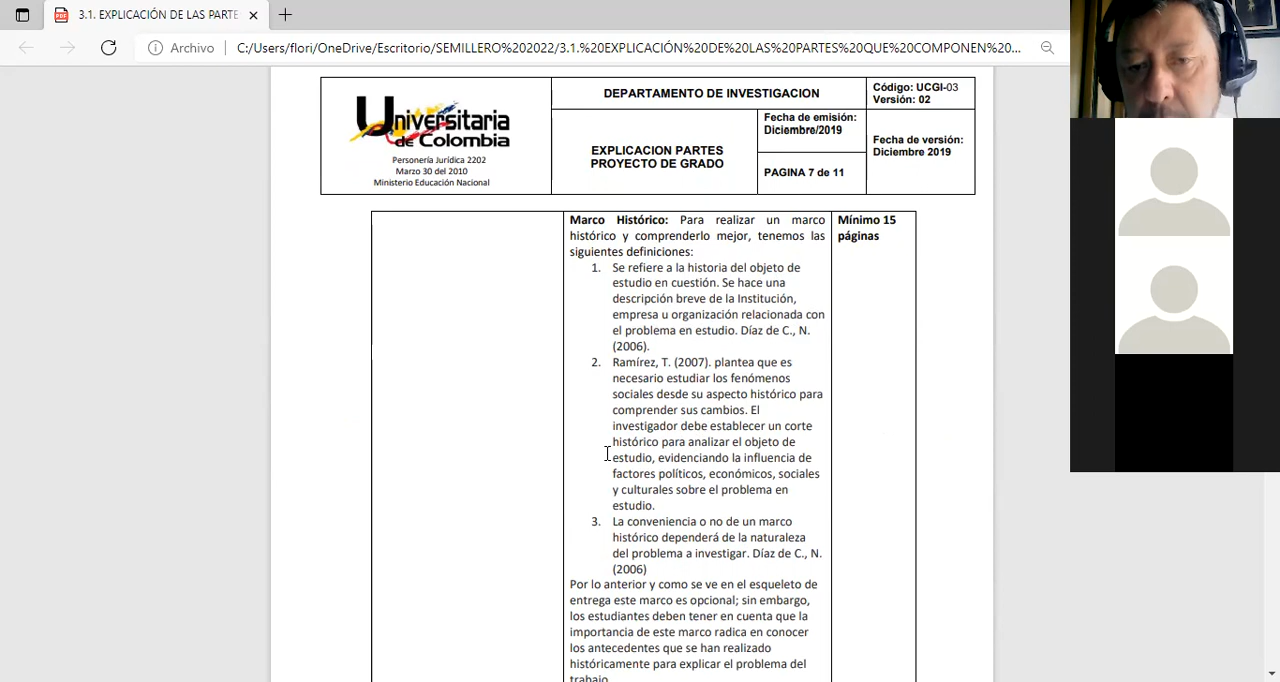 3.1. EXPLICACIÓN DE LAS PARTE
Archivo
C:/Users/flori/OneDrive/Escritorio/SEMILLERO%202022/3.1.%20EXPLICACIÓN%20DE%20LAS%20PARTES%20QUE%20COMPONEN%20...
Universitaria
de Colombia
Personería Jurídica 2202
Marzo 30 del 2010
Ministerio Educación Nacional
DEPARTAMENTO DE INVESTIGACION
EXPLICACION PARTES
PROYECTO DE GRADO
Fecha de emisión:
Diciembre/2019
PAGINA 7 de 11
Código: UCGI-03
Versión: 02
Fecha de versión:
Diciembre 2019
Marco Histórico: Para realizar un marco
histórico y comprenderlo mejor, tenemos las
siguientes definiciones:
1. Se refiere a la historia del objeto de
estudio en cuestión. Se hace una
descripción breve de la Institución,
empresa u organización relacionada con
el problema en estudio. Díaz de C., N.
(2006).
2. Ramírez, T. (2007). plantea que es
necesario estudiar los fenómenos
sociales desde su aspecto histórico para
comprender sus cambios. El
investigador debe establecer un corte
histórico para analizar el objeto de
estudio, evidenciando la influencia de
factores políticos, económicos, sociales
y culturales sobre el problema en
estudio.
3. La conveniencia o no de un marco
histórico dependerá de la naturaleza
del problema a investigar. Díaz de C., N.
(2006)
Por lo anterior y como se ve en el esqueleto de
entrega este marco es opcional; sin embargo,
los estudiantes deben tener en cuenta que la
importancia de este marco radica en conocer
los antecedentes que se han realizado
históricamente para explicar el problema del
trabajo.
Mínimo 15
páginas